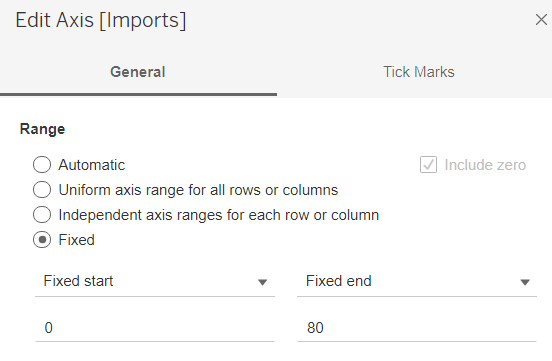 Edit Axis [Imports]
General Tick Marks
Range
Automatic Include zero
Uniform axis range for all rows or columns
Independent axis ranges for each row or column
Fixed
Fixed start Fixed end
0 80